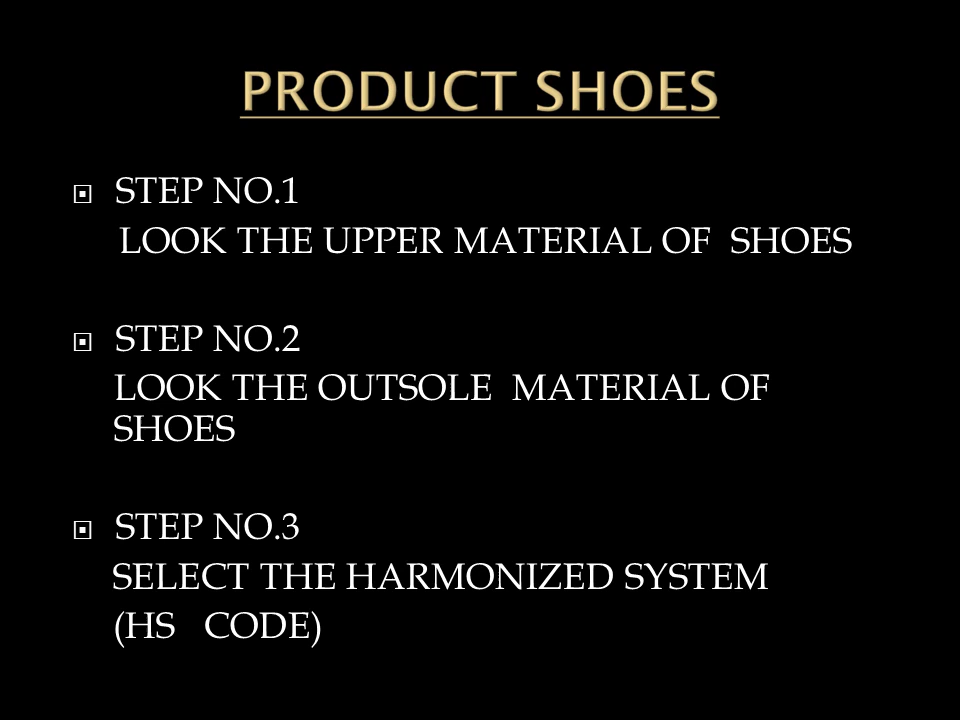 PRODUCT SHOES
STEP NO.1
LOOK THE UPPER MATERIAL OF SHOES
STEP NO.2
LOOK THE OUTSOLE MATERIAL OF
SHOES
STEP NO.3
SELECT THE HARMONIZED SYSTEM
(HS CODE)